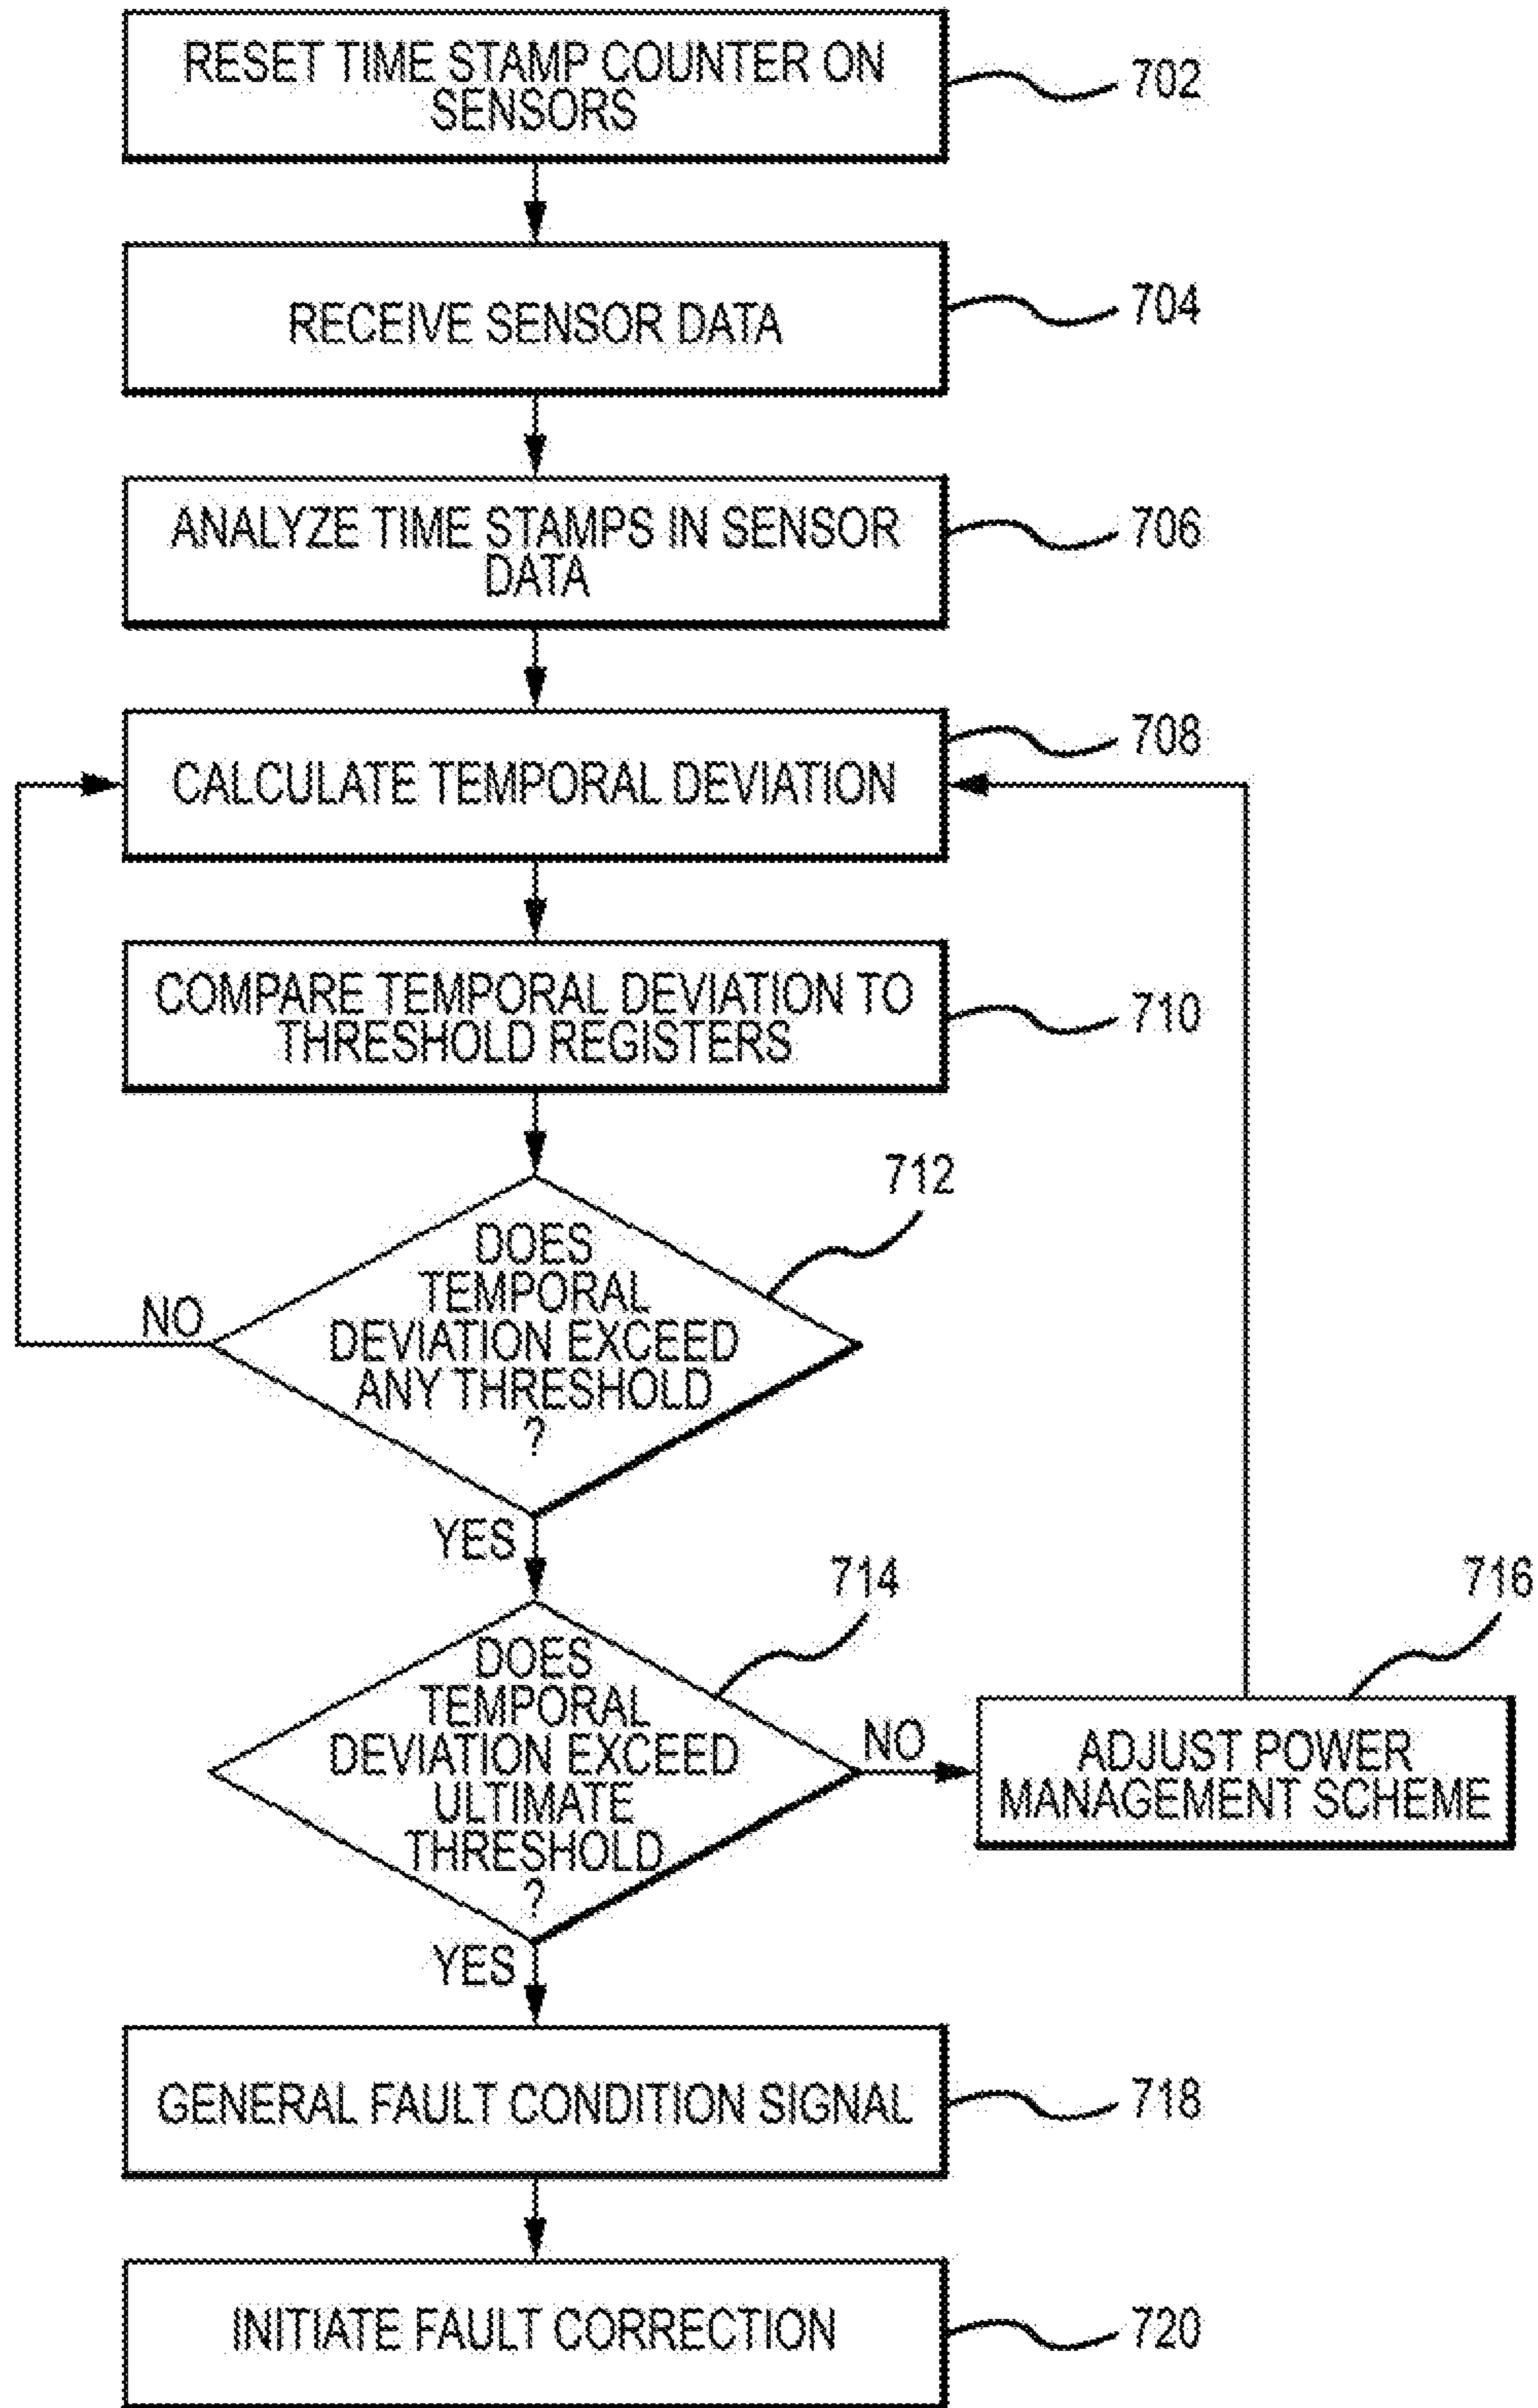 RESET TIME STAMP COUNTER ON
SENSORS
702
RECEIVE SENSOR DATA
704
ANALYZE TIME STAMPS IN SENSOR
DATA
706
708
CALCULATE TEMPORAL DEVIATION
COMPARE TEMPORAL DEVIATION TO
THRESHOLD REGISTERS
710
712
DOES
TEMPORAL
DEVIATION EXCEED
ANY THRESHOLD
?
NO
YES
714
716
DOES
TEMPORAL
DEVIATION EXCEED
ULTIMATE
THRESHOLD
?
NO
ADJUST POWER
MANAGEMENT SCHEME
YES
GENERAL FAULT CONDITION SIGNAL
718
INITIATE FAULT CORRECTION
720